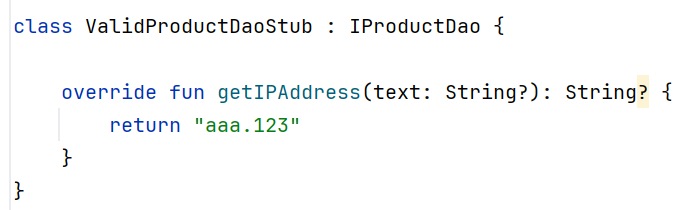 class ValidProductDaoStub : IProductDao {
    override fun getIPAddress(text: String?): String? {
        return "aaa.123"
    }
}